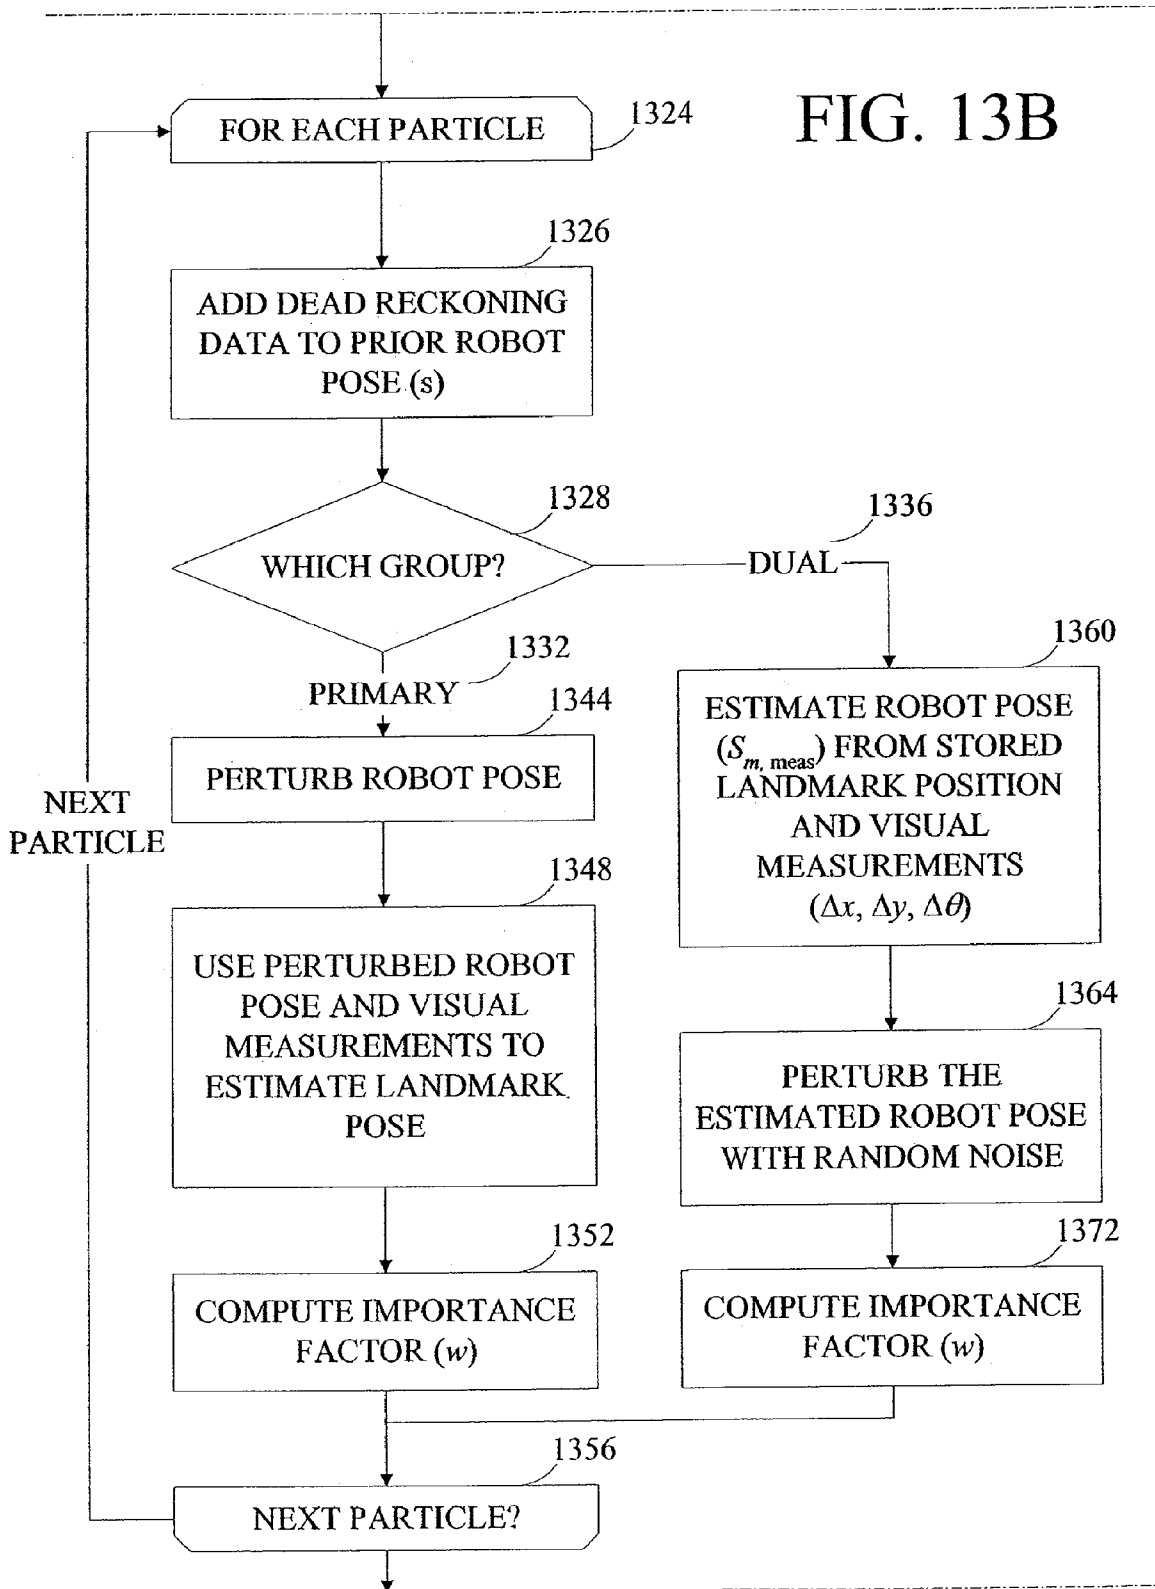 FIG. 13B
FOR EACH PARTICLE
1324
1326
ADD DEAD RECKONING
DATA TO PRIOR ROBOT
POSE (s)
1328
WHICH GROUP?
1336
DUAL
1332
PRIMARY
1344
PERTURB ROBOT POSE
NEXT
PARTICLE
1348
USE PERTURBED ROBOT
POSE AND VISUAL
MEASUREMENTS TO
ESTIMATE LANDMARK
POSE
1352
COMPUTE IMPORTANCE
FACTOR (w)
1360
ESTIMATE ROBOT POSE
(Sm, meas) FROM STORED
LANDMARK POSITION
AND VISUAL
MEASUREMENTS
(Δx, Δy, Δθ)
1364
PERTURB THE
ESTIMATED ROBOT POSE
WITH RANDOM NOISE
1372
COMPUTE IMPORTANCE
FACTOR (w)
1356
NEXT PARTICLE?